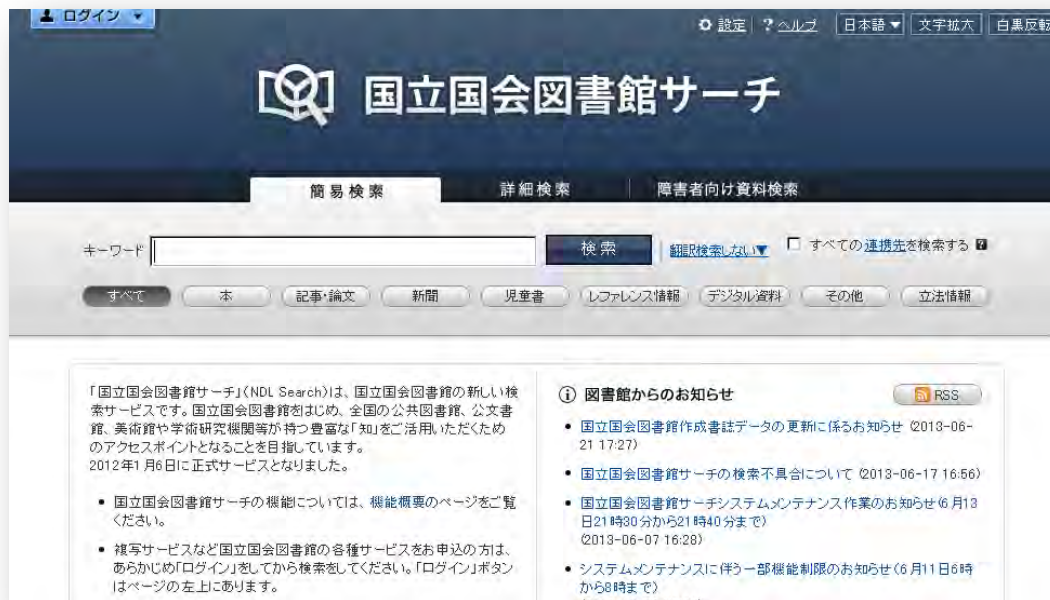 ログイン ▼
設定 ? ヘルプ 日本語▼ 文字拡大 白黒反転
国立国会図書館サーチ
簡易検索 詳細検索 障害者向け資料検索
キーワード 検索 翻訳検索しない▼ すべての連携先を検索する ?
すべて 本 記事・論文 新聞 児童書 レファレンス情報 デジタル資料 その他 立法情報
「国立国会図書館サーチ」(NDL Search)は、国立国会図書館の新しい検
索サービスです。国立国会図書館をはじめ、全国の公共図書館、公文書
館、美術館や学術研究機関等が持つ豊富な「知」をご活用いただくため
のアクセスポイントとなることを目指しています。
2012年1月6日に正式サービスとなりました。
• 国立国会図書館サーチの機能については、機能概要のページをご覧
ください。
• 複写サービスなど国立国会図書館の各種サービスをお申込の方は、
あらかじめ「ログイン」をしてから検索をしてください。「ログイン」ボタン
はページの左上にあります。
図書館からのお知らせ RSS
• 国立国会図書館作成書誌データの更新に係るお知らせ (2013-06-
21 17:27)
• 国立国会図書館サーチの検索不具合について (2013-06-17 16:56)
• 国立国会図書館サーチシステムメンテナンス作業のお知らせ(6月13
日21時30分から21時40分まで)
(2013-06-07 16:28)
• システムメンテナンスに伴う一部機能制限のお知らせ(6月11日6時
から8時まで)